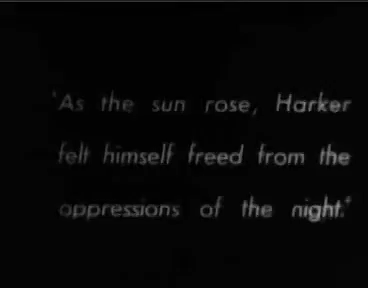 'As the sun rose, Harker
felt himself freed from the
oppressions of the night.'